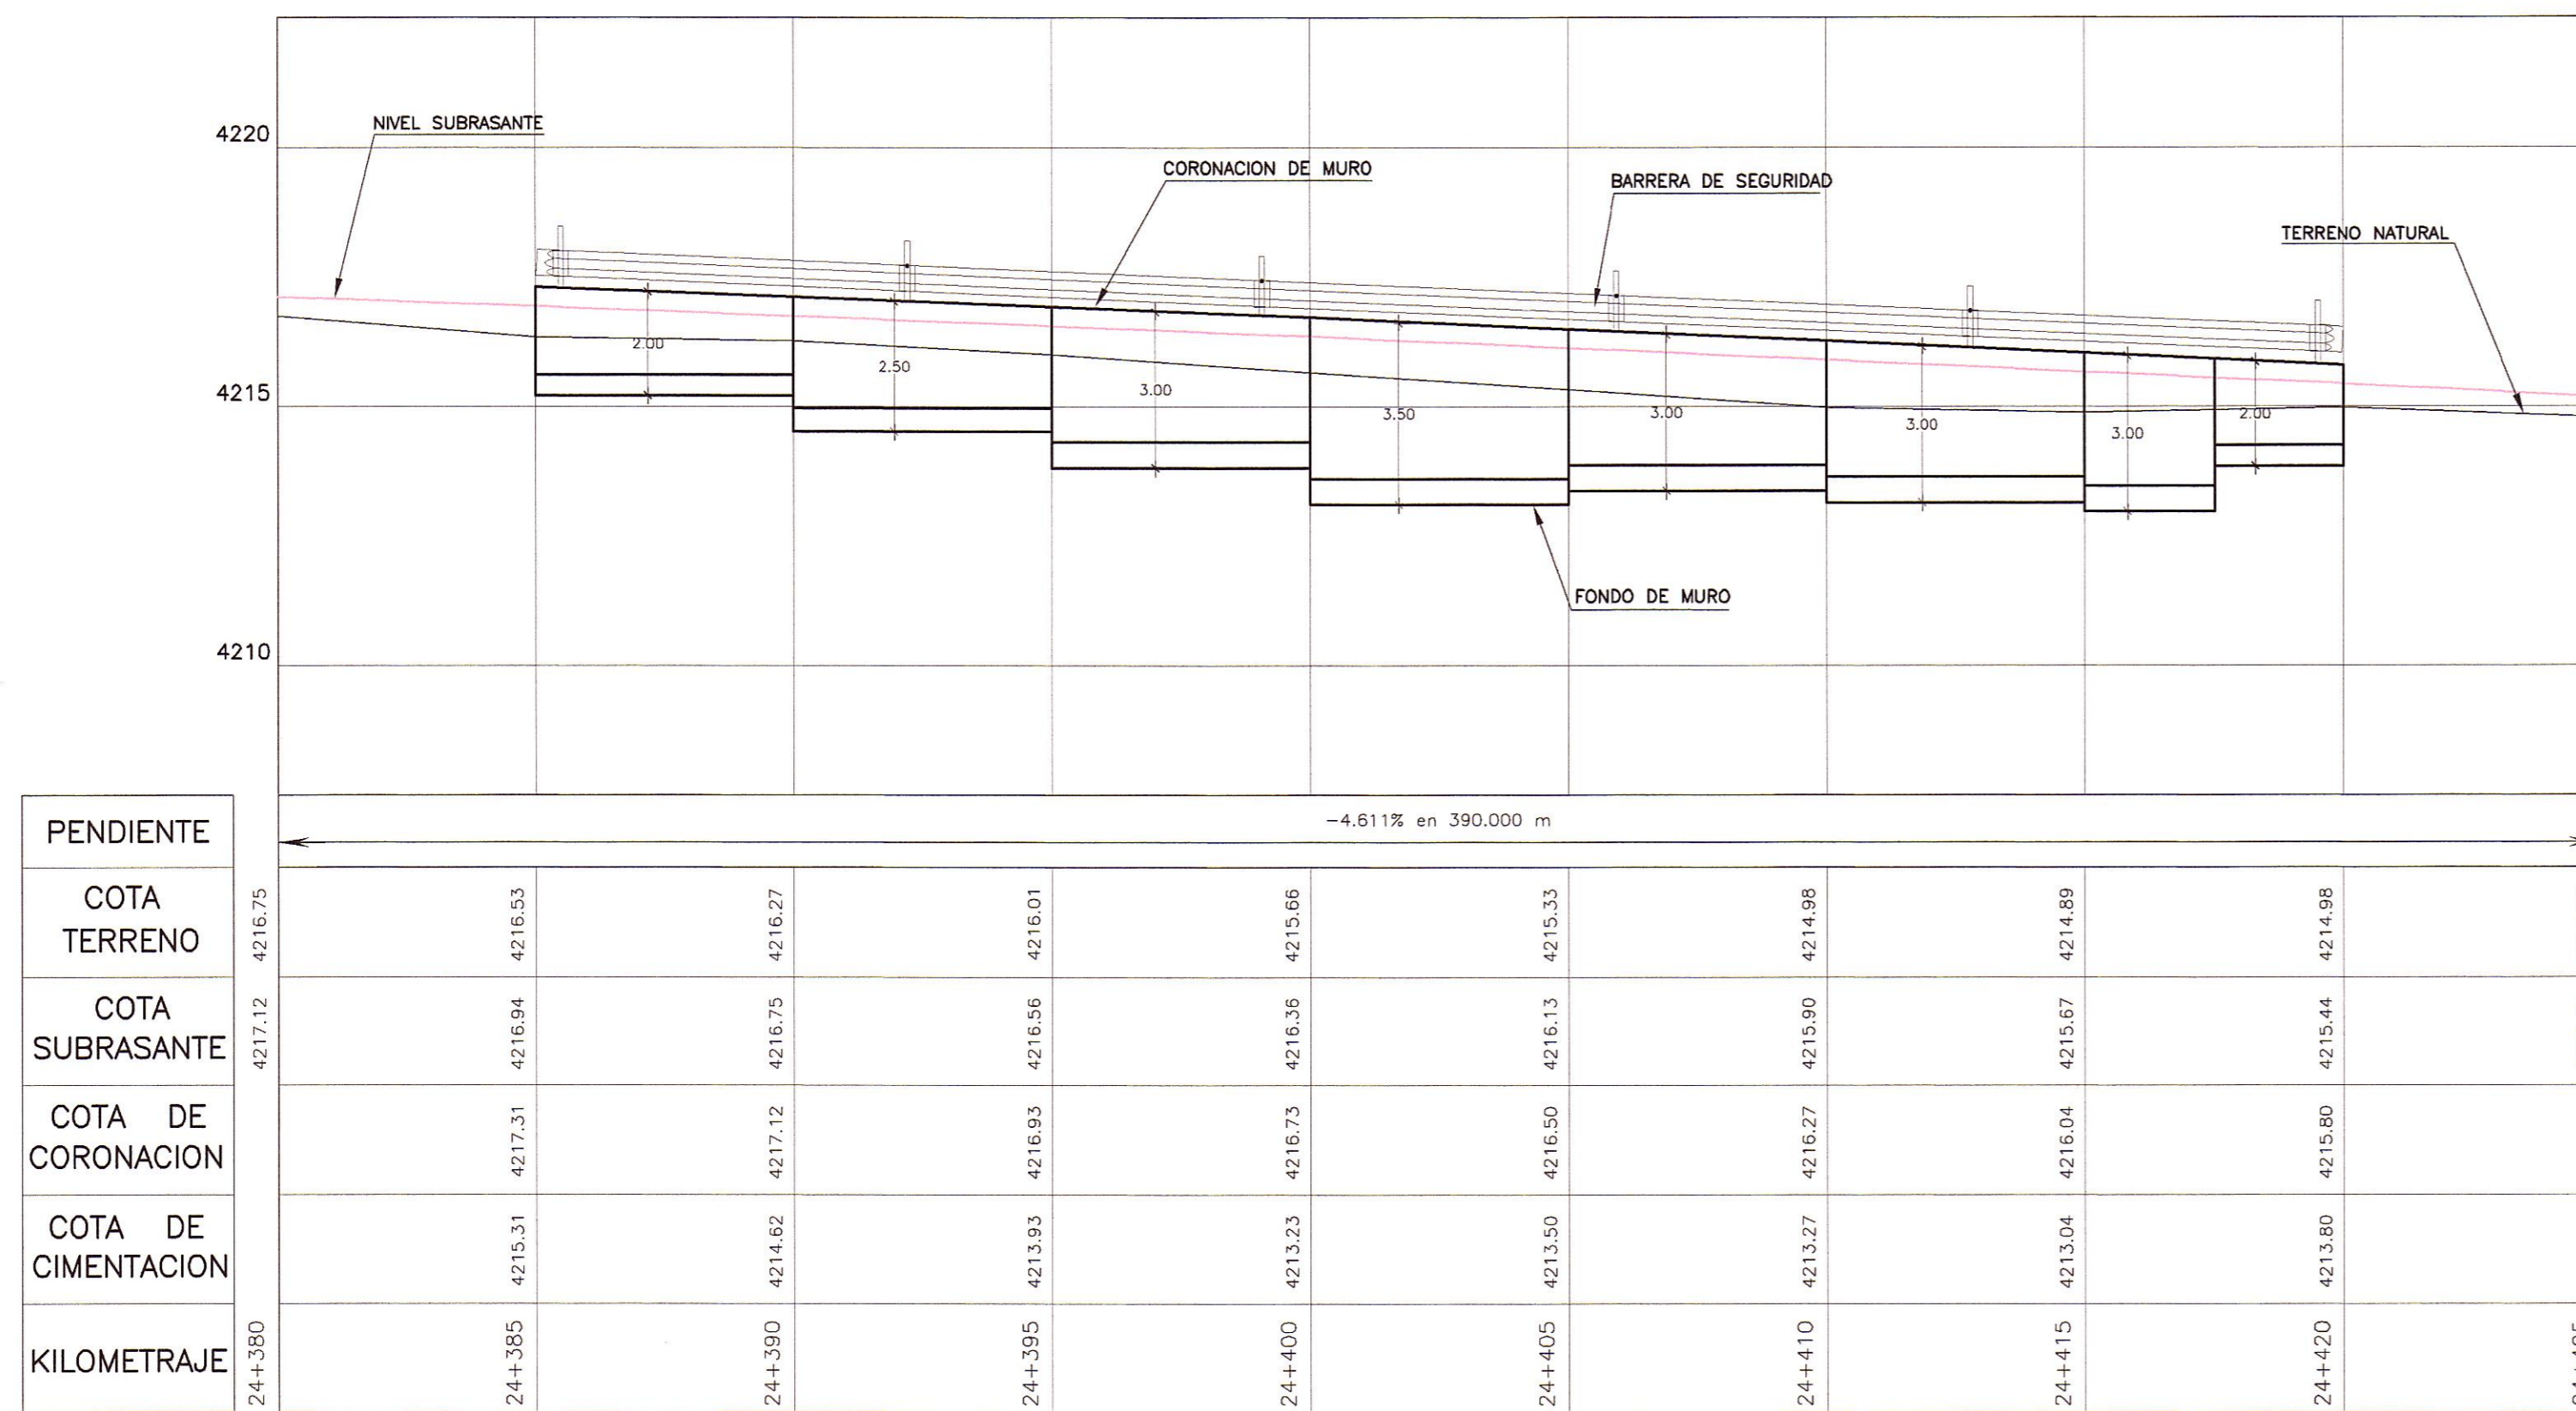 4220
NIVEL SUBRASANTE
CORONACION DE MURO
BARRERA DE SEGURIDAD
TERRENO NATURAL
4215
2.00
2.50
3.00
3.50
3.00
3.00
3.00
2.00
4210
FONDO DE MURO
PENDIENTE
-4.611% en 390.000 m
COTA
TERRENO
4216.75 4216.53 4216.27 4216.01 4215.66 4215.33 4214.98 4214.89 4214.98
COTA
SUBRASANTE
4217.12 4216.94 4216.75 4216.56 4216.36 4216.13 4215.90 4215.67 4215.44
COTA DE
CORONACION
4217.31 4217.12 4216.93 4216.73 4216.50 4216.27 4216.04 4215.80
COTA DE
CIMENTACION
4215.31 4214.62 4213.93 4213.23 4213.50 4213.27 4213.04 4213.80
KILOMETRAJE
24+380 24+385 24+390 24+395 24+400 24+405 24+410 24+415 24+420